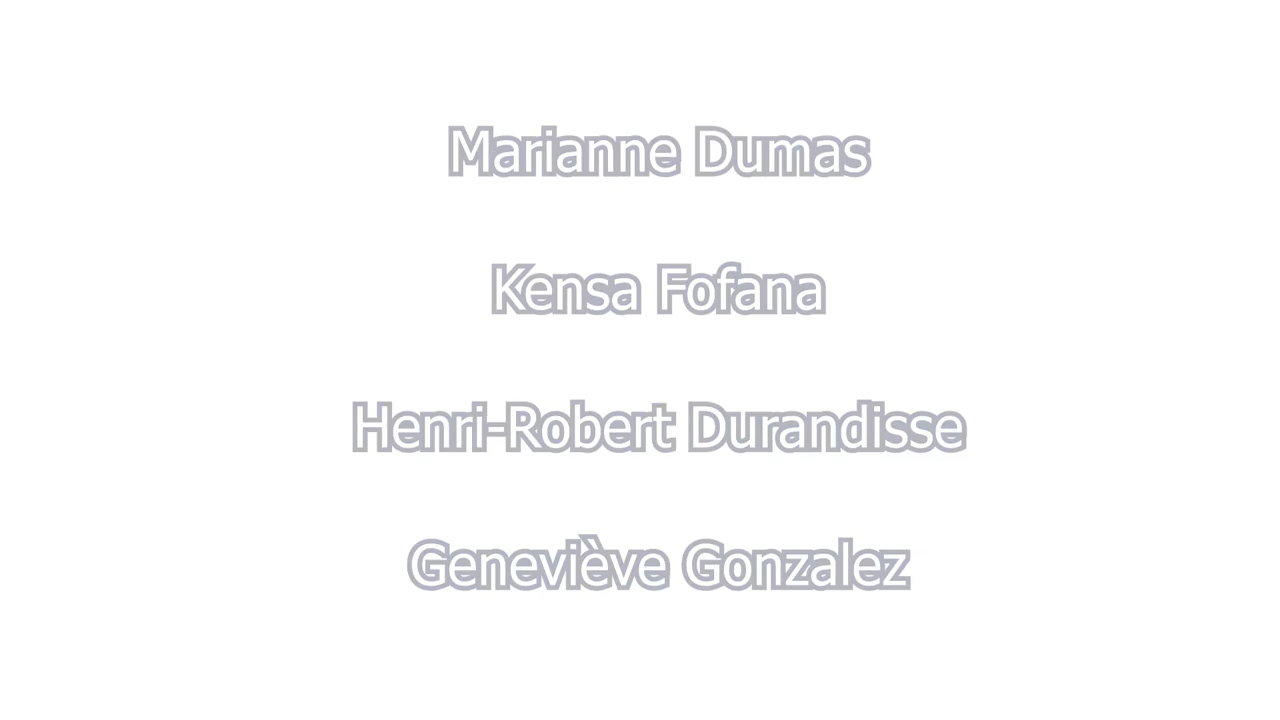 Marianne Dumas
Kensa Fofana
Henri-Robert Durandisse
Geneviève Gonzalez